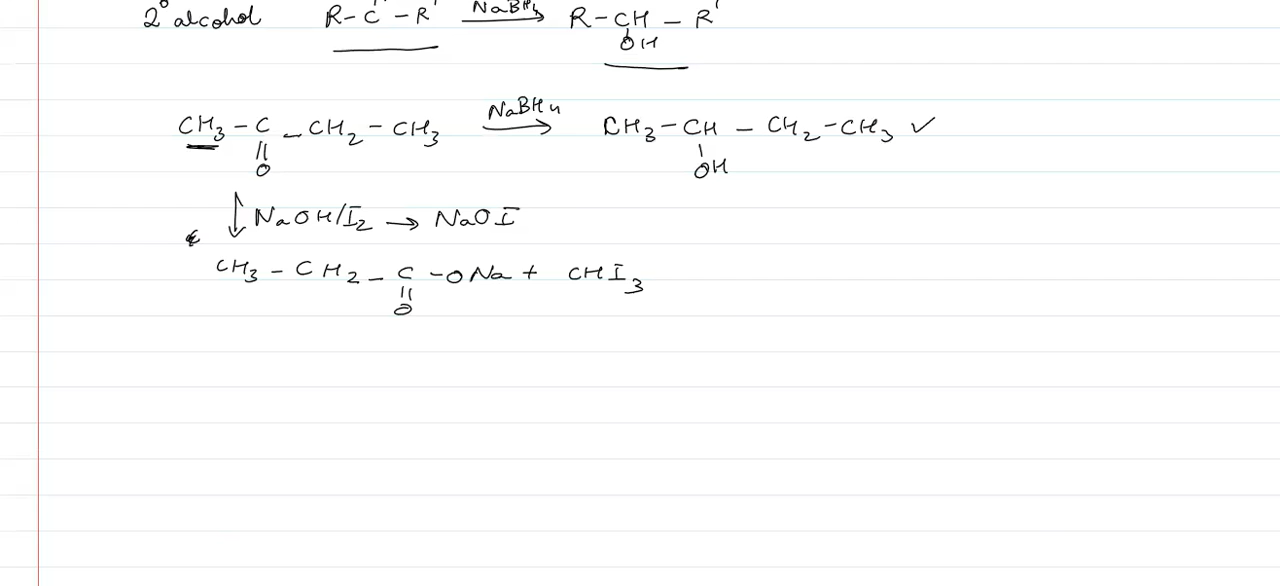 2° alcohol R-C-R' NaBH4 R-CH-R'
OH
CH3-C-CH2-CH3 NaBH4 CH3-CH-CH2-CH3 ✓
O OH
NaOH/I2 → NaOI
CH3-CH2-C-ONa + CHI3
O